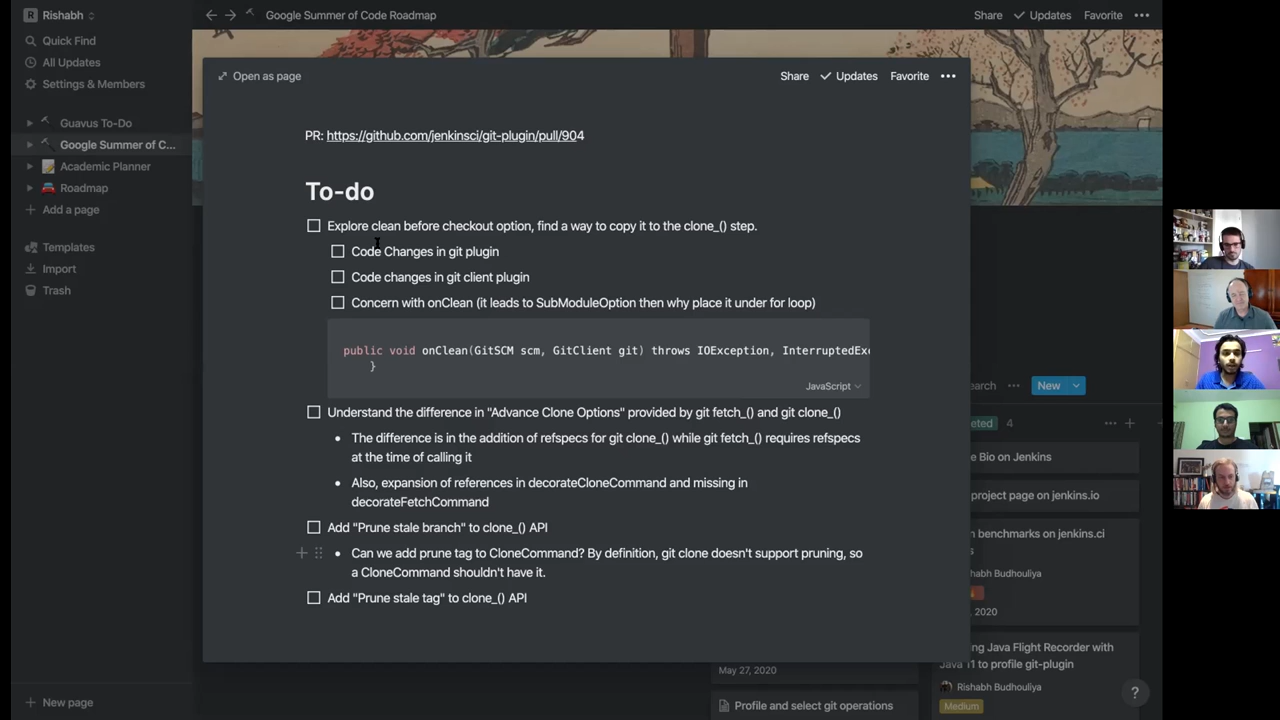 R Rishabh
Quick Find
All Updates
Settings & Members
Guavus To-Do
Google Summer of C...
Academic Planner
Roadmap
Add a page
Templates
Import
Trash
New page
Google Summer of Code Roadmap
Share Updates Favorite
Open as page
Share Updates Favorite
PR: https://github.com/jenkinsci/git-plugin/pull/904
To-do
Explore clean before checkout option, find a way to copy it to the clone_() step.
Code Changes in git plugin
Code changes in git client plugin
Concern with onClean (it leads to SubModuleOption then why place it under for loop)
public void onClean(GitSCM scm, GitClient git) throws IOException, InterruptedExc
}
JavaScript
Understand the difference in "Advance Clone Options" provided by git fetch_() and git clone_()
The difference is in the addition of refspecs for git clone_() while git fetch_() requires refspecs
at the time of calling it
Also, expansion of references in decorateCloneCommand and missing in
decorateFetchCommand
Add "Prune stale branch" to clone_() API
Can we add prune tag to CloneCommand? By definition, git clone doesn't support pruning, so
a CloneCommand shouldn't have it.
Add "Prune stale tag" to clone_() API
earch ••• New
eted 4
e Bio on Jenkins
project page on jenkins.io
n benchmarks on jenkins.ci
shabh Budhouliya
, 2020
ng Java Flight Recorder with
Java 11 to profile git-plugin
Rishabh Budhouliya
Medium
May 27, 2020
Profile and select git operations
?